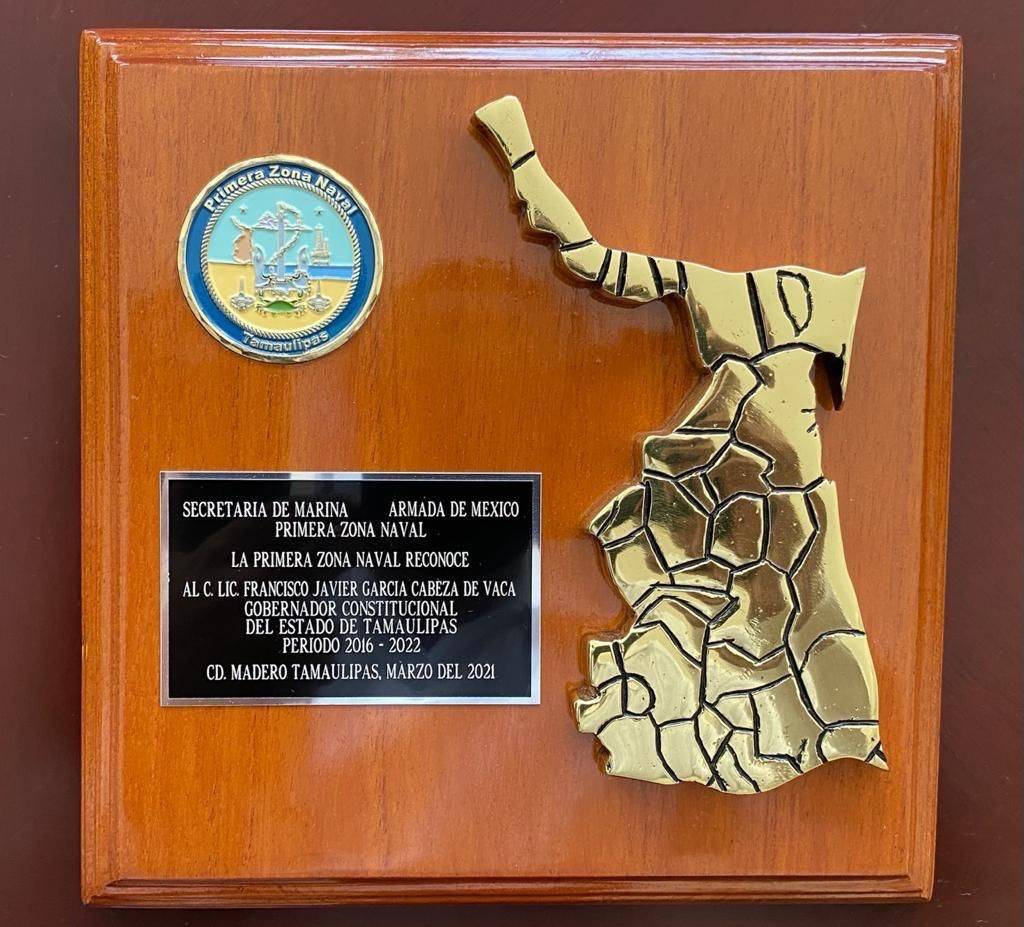 Primera Zona Naval
Tamaulipas
SECRETARIA DE MARINA ARMADA DE MEXICO
PRIMERA ZONA NAVAL
LA PRIMERA ZONA NAVAL RECONOCE
AL C. LIC. FRANCISCO JAVIER GARCIA CABEZA DE VACA
GOBERNADOR CONSTITUCIONAL
DEL ESTADO DE TAMAULIPAS
PERIODO 2016 - 2022
CD. MADERO TAMAULIPAS, MARZO DEL 2021